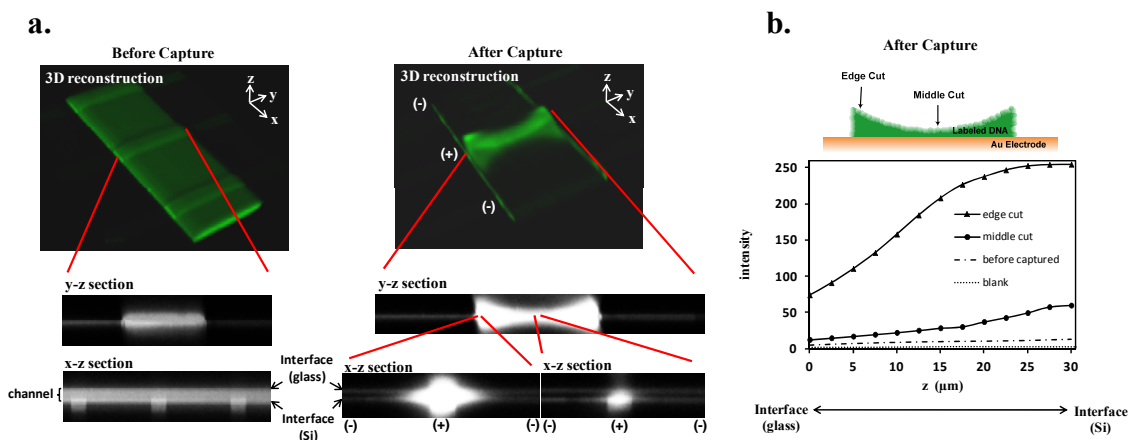 a.
Before Capture
3D reconstruction
z
y
x
y-z section
x-z section
channel
Interface
(glass)
Interface
(Si)
After Capture
3D reconstruction
z
y
x
(-)
(+)
(-)
y-z section
x-z section
x-z section
(-) (+) (-) (+) (-)
b.
After Capture
Edge Cut
Middle Cut
Labeled DNA
Au Electrode
250
200
150
100
50
0
intensity
edge cut
middle cut
before captured
blank
0 5 10 15 20 25 30
z (μm)
Interface
(glass)
Interface
(Si)